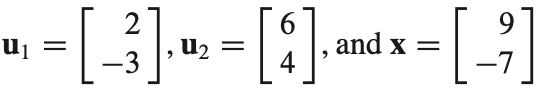 u₁ = [2 -3], u₂ = [6 4], and x = [9 -7]